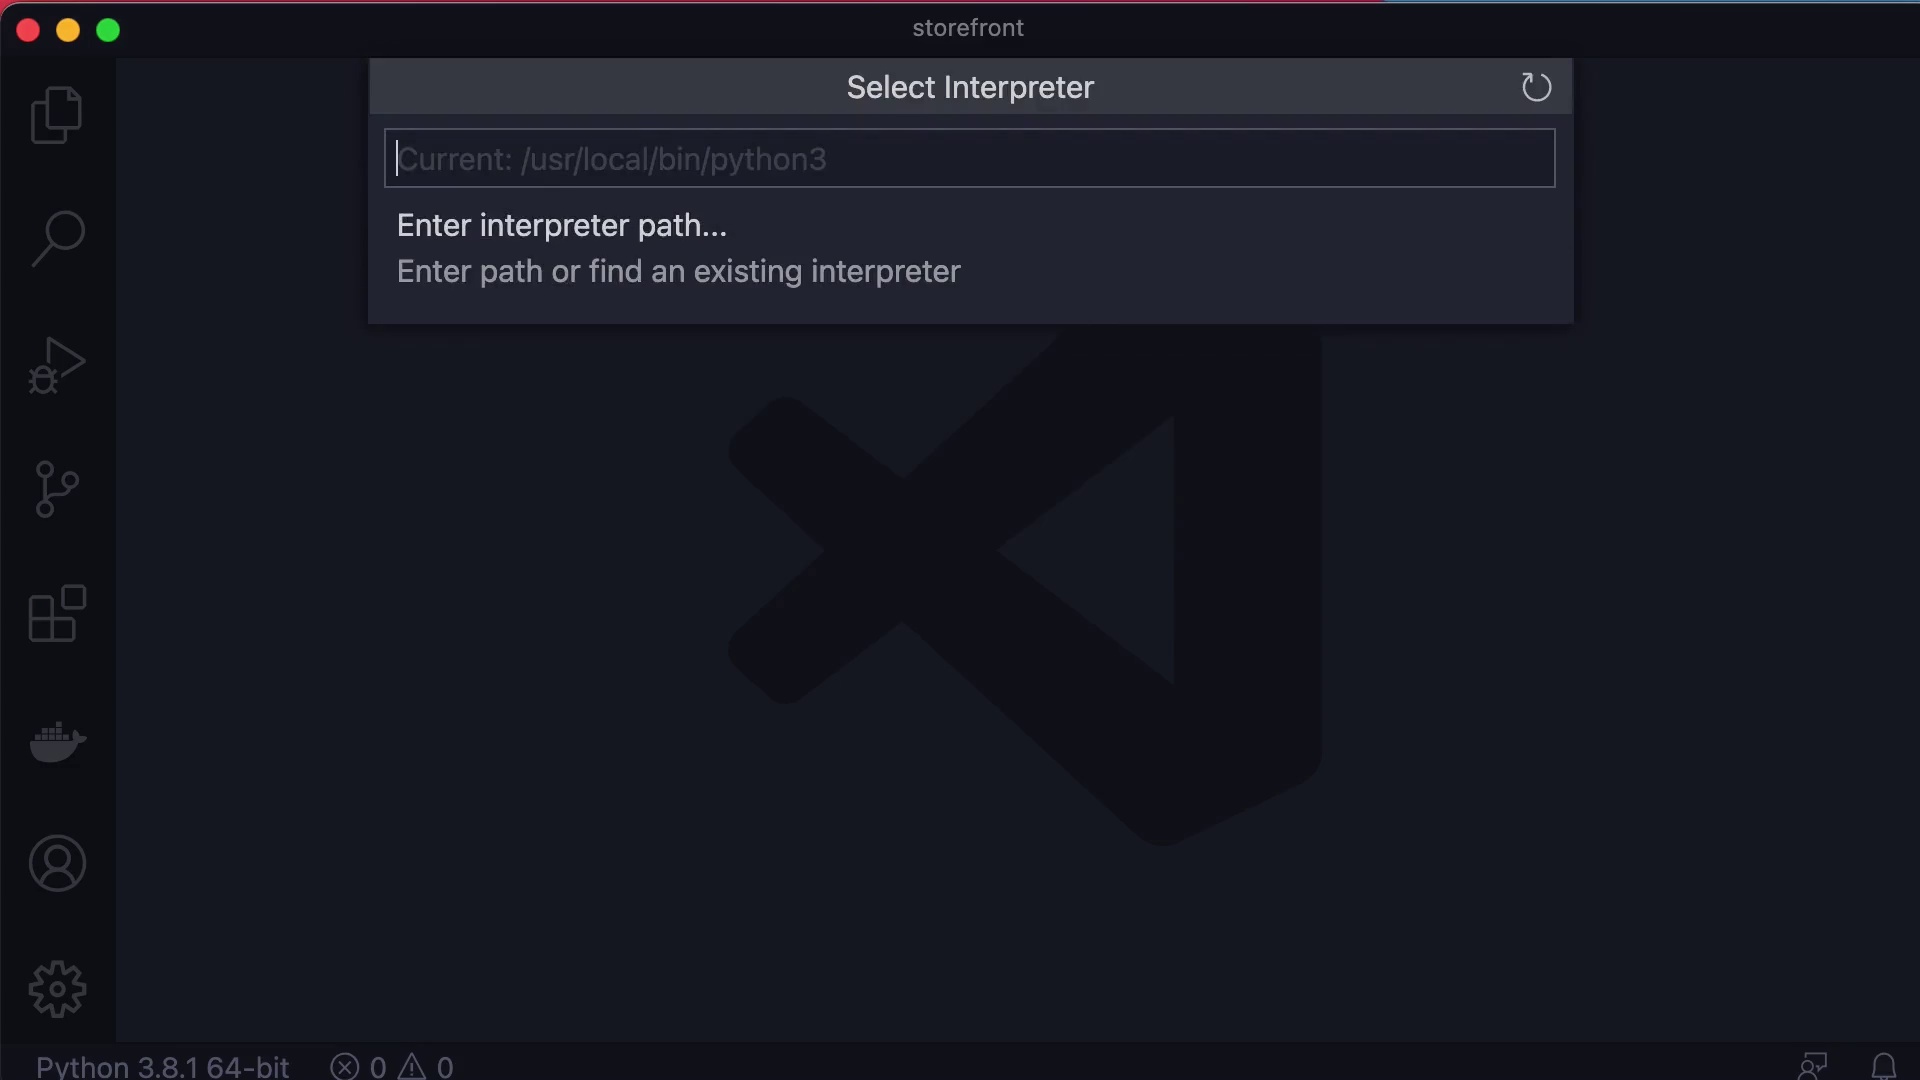 storefront
Select Interpreter
Current: /usr/local/bin/python3
Enter interpreter path...
Enter path or find an existing interpreter
Python 3.8.1 64-bit 0 0